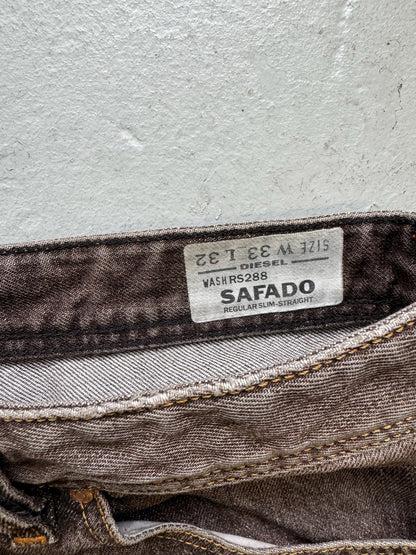 SIZE W 33 L 32
DIESEL
WASH RS288
SAFADO
REGULAR SLIM-STRAIGHT